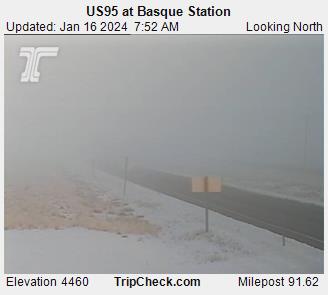 US95 at Basque Station
Updated: Jan 16 2024 7:52 AM Looking North
Elevation 4460 TripCheck.com Milepost 91.62